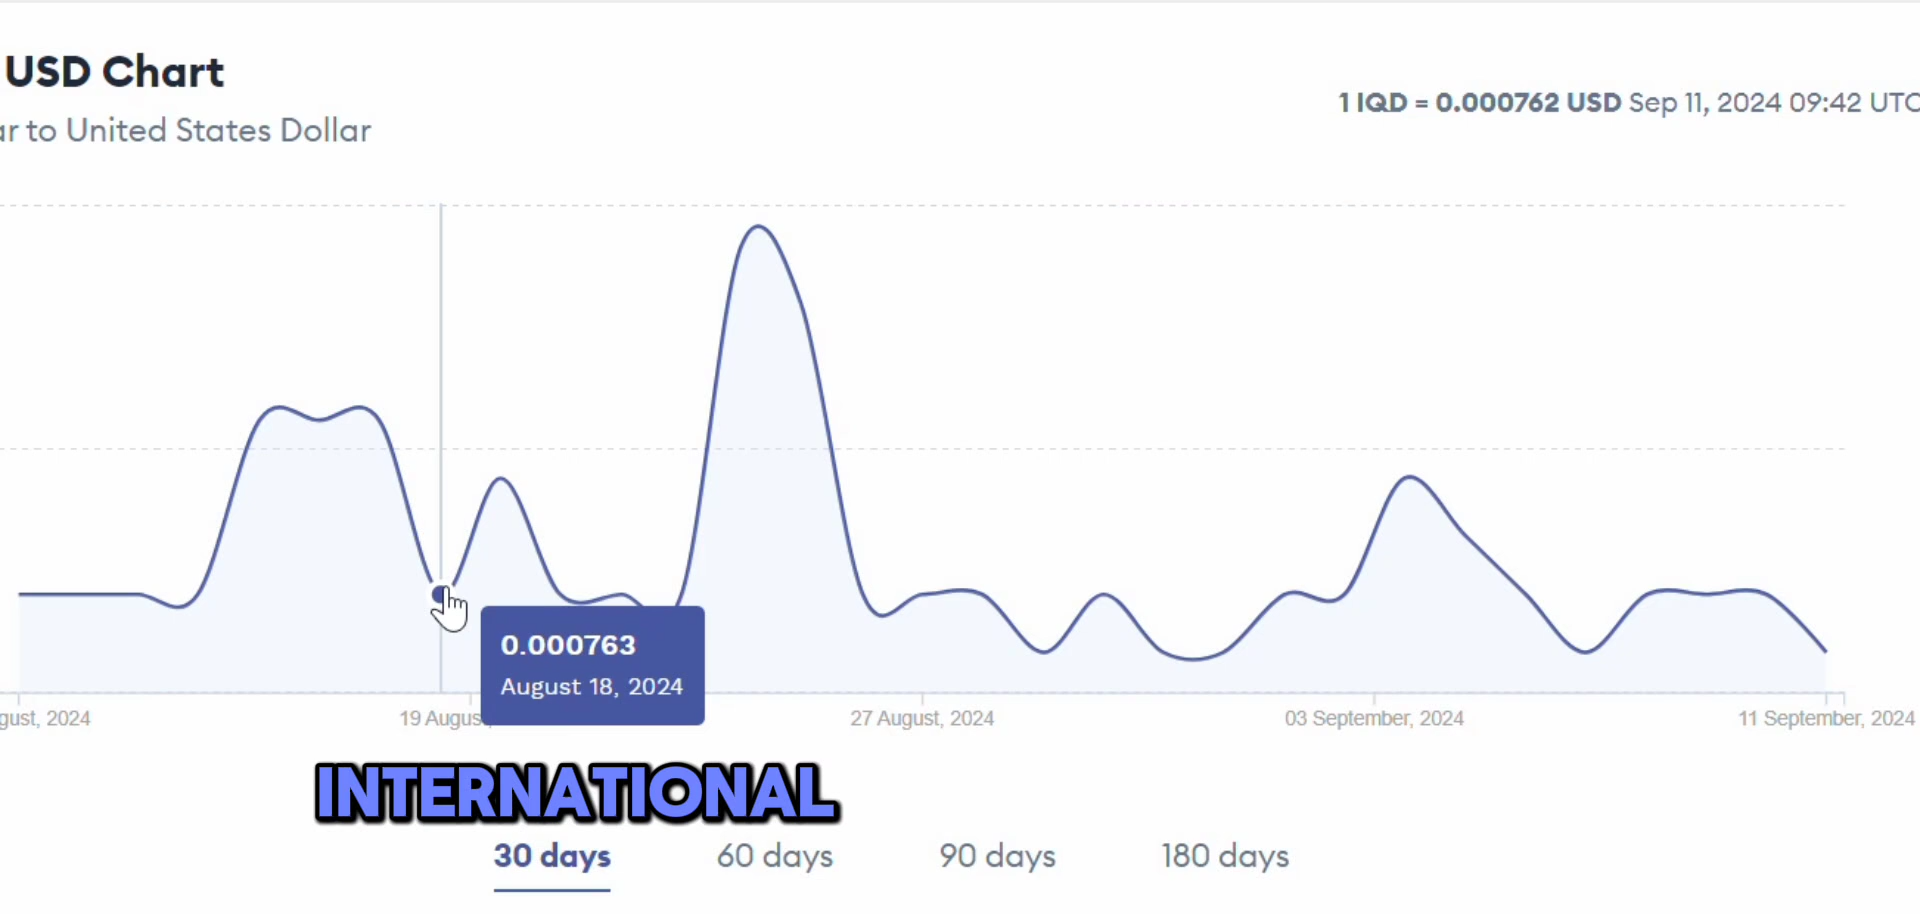 USD Chart
ar to United States Dollar
1 IQD = 0.000762 USD Sep 11, 2024 09:42 UTC
0.000763
August 18, 2024
gust, 2024
19 Augus
27 August, 2024
03 September, 2024
11 September, 2024
INTERNATIONAL
30 days
60 days
90 days
180 days